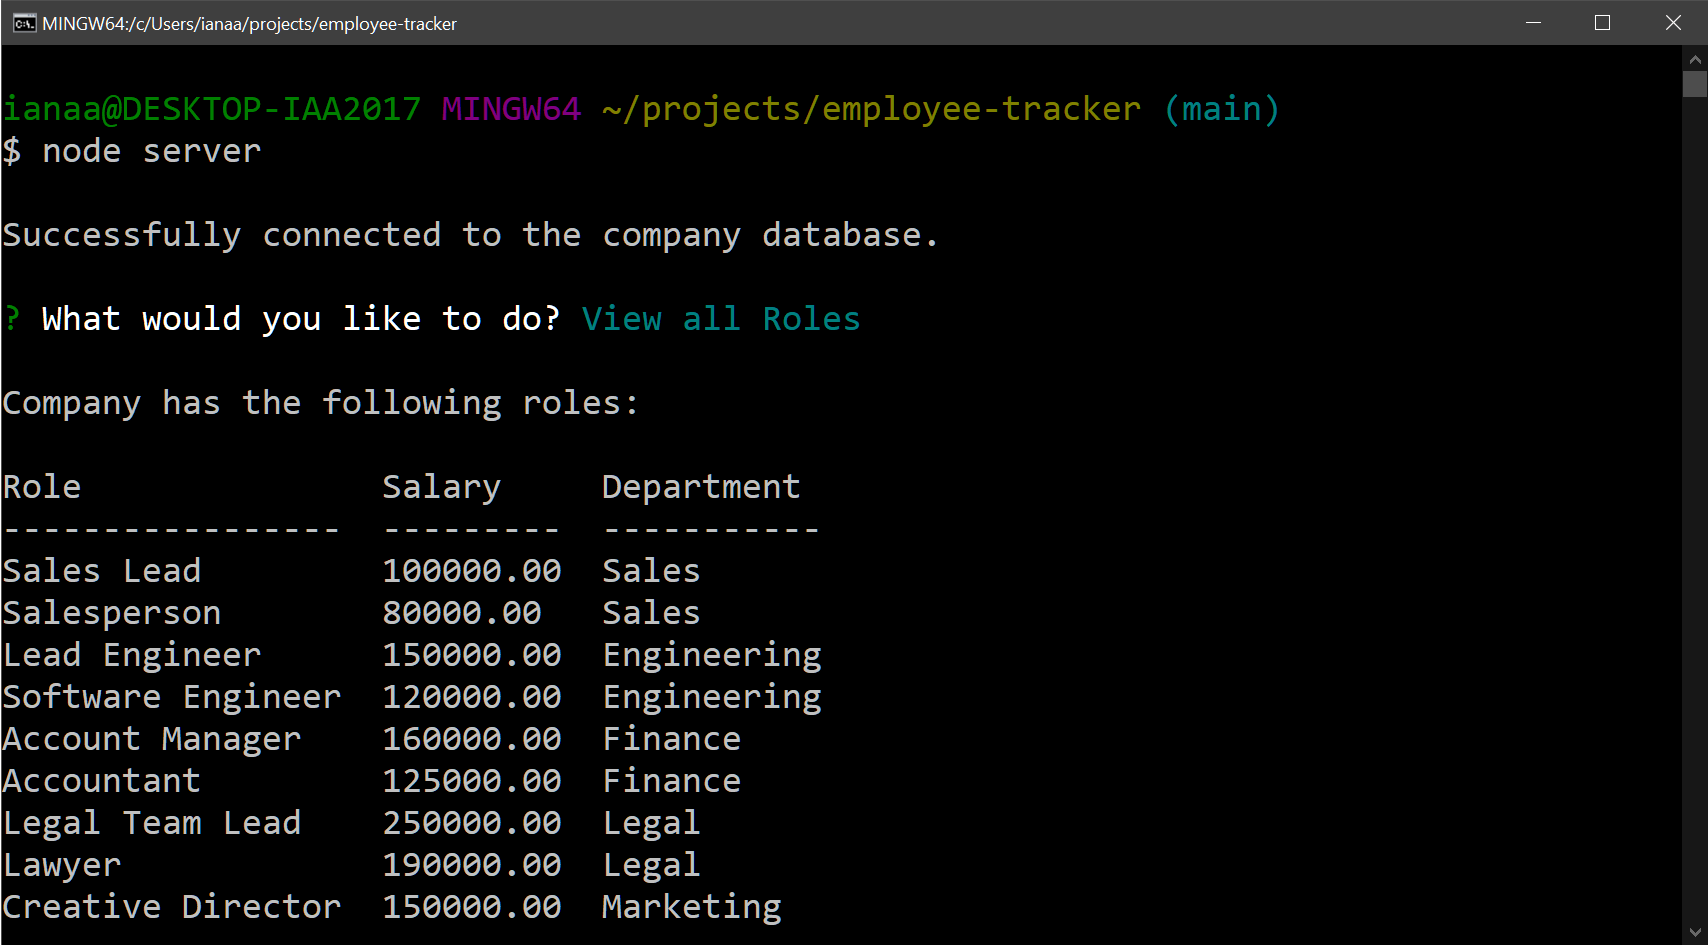 MINGW64:/c/Users/ianaa/projects/employee-tracker
ianaa@DESKTOP-IAA2017 MINGW64 ~/projects/employee-tracker (main)
$ node server
Successfully connected to the company database.
? What would you like to do? View all Roles
Company has the following roles:
Role                Salary     Department
-----------------  ---------  -----------
Sales Lead         100000.00  Sales
Salesperson        80000.00   Sales
Lead Engineer      150000.00  Engineering
Software Engineer  120000.00  Engineering
Account Manager    160000.00  Finance
Accountant         125000.00  Finance
Legal Team Lead    250000.00  Legal
Lawyer             190000.00  Legal
Creative Director  150000.00  Marketing